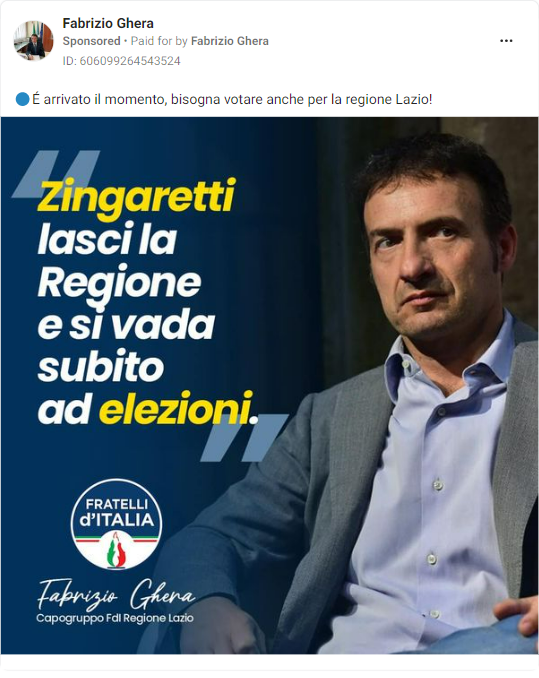 Fabrizio Ghera
Sponsored • Paid for by Fabrizio Ghera
ID: 606099264543524
É arrivato il momento, bisogna votare anche per la regione Lazio!
Zingaretti
lasci la
Regione
e si vada
subito
ad elezioni.
FRATELLI
d'ITALIA
Fabrizio Ghera
Capogruppo FdI Regione Lazio